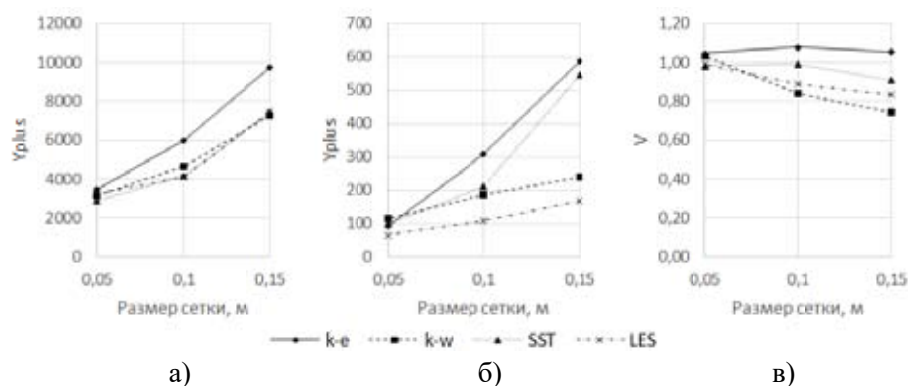 12000
10000
8000
6000
4000
2000
0
Yplus
0,05 0,1 0,15
Размер сетки, м
700
600
500
400
300
200
100
0
Yplus
0,05 0,1 0,15
Размер сетки, м
1,20
1,00
0,80
0,60
0,40
0,20
0,00
V
0,05 0,1 0,15
Размер сетки, м
k-e k-w SST LES
а) б) в)